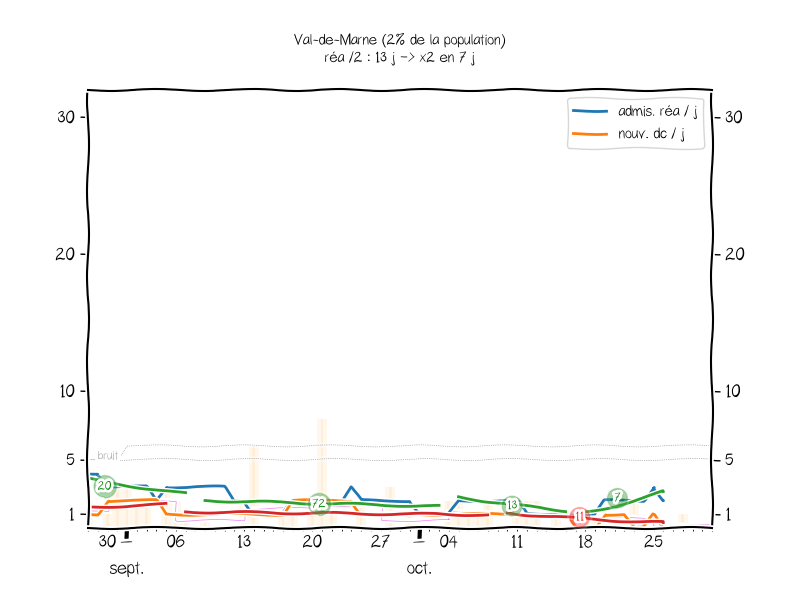 Val-de-Marne (2% de la population)
réa /2 : 13 j -> x2 en 7 j
admis. réa / j
nouv. dc / j
30 30
20 20
10 10
5 5
1 1
bruit
20 72 13 11 7
30 06 13 20 27 04 11 18 25
sept. oct.